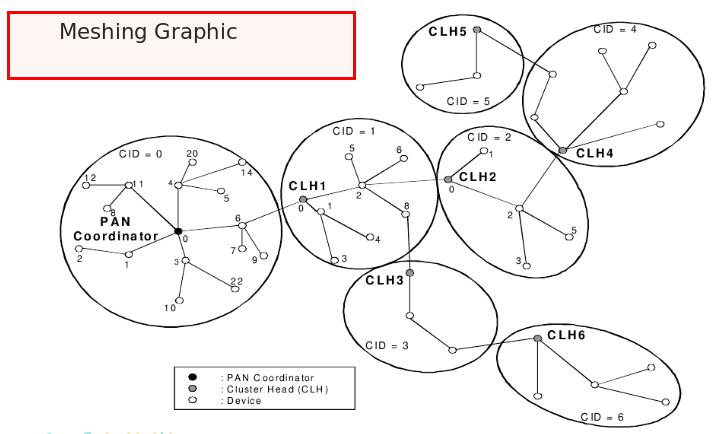 Meshing Graphic
CLH5
CID = 5
CID = 4
CLH4
CID = 0
12
11
8
20
4
14
5
PAN
Coordinator
0
6
7
9
2
1
3
22
10
CID = 1
5
6
CLH1
0
1
2
8
4
3
CID = 2
1
CLH2
0
2
5
3
CLH3
CID = 3
CLH6
CID = 6
: PAN Coordinator
: Cluster Head (CLH)
: Device